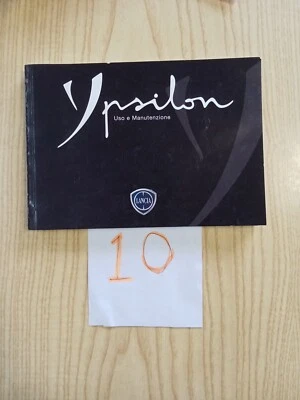 Ypsilon
Uso e Manutenzione
LANCIA
10